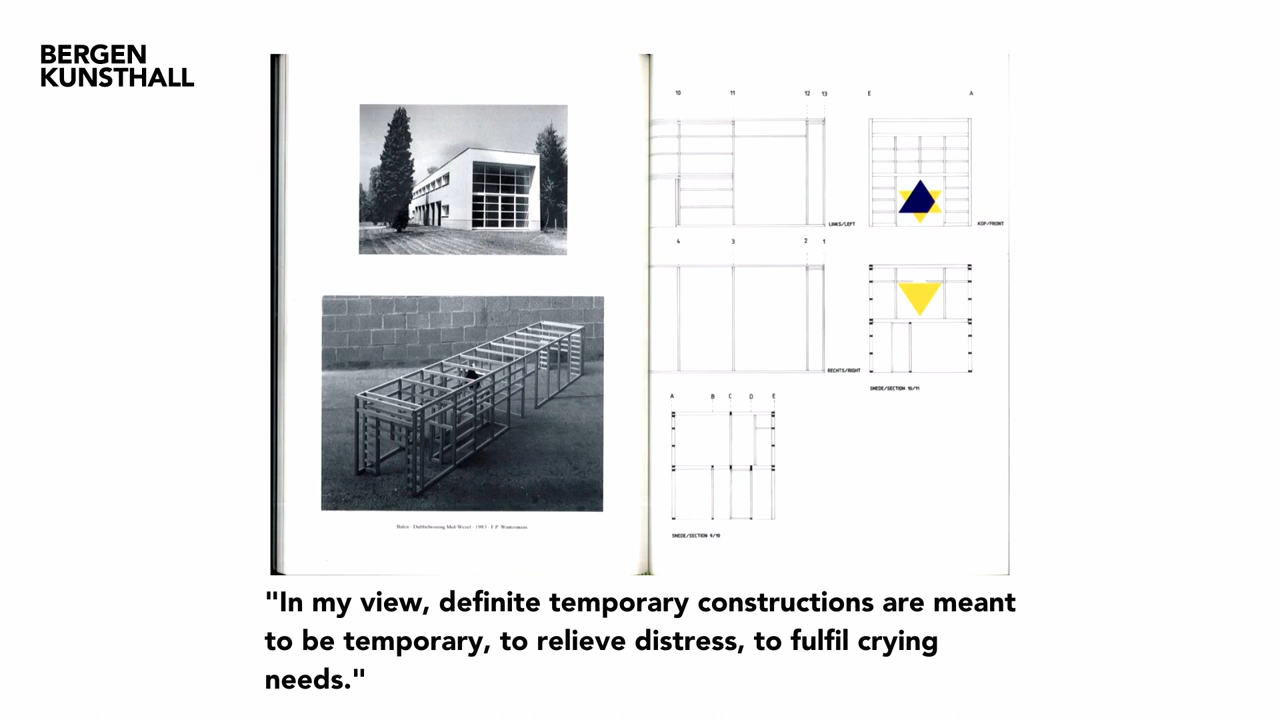 BERGEN
KUNSTHALL
10 11 12 13 E A
LINKS/LEFT
KOP/FRONT
4 3 2 1
RECHTS/RIGHT
SNEDE/SECTION 10/11
A B C D E
SNEDE/SECTION 9/10
"In my view, definite temporary constructions are meant
to be temporary, to relieve distress, to fulfil crying
needs."